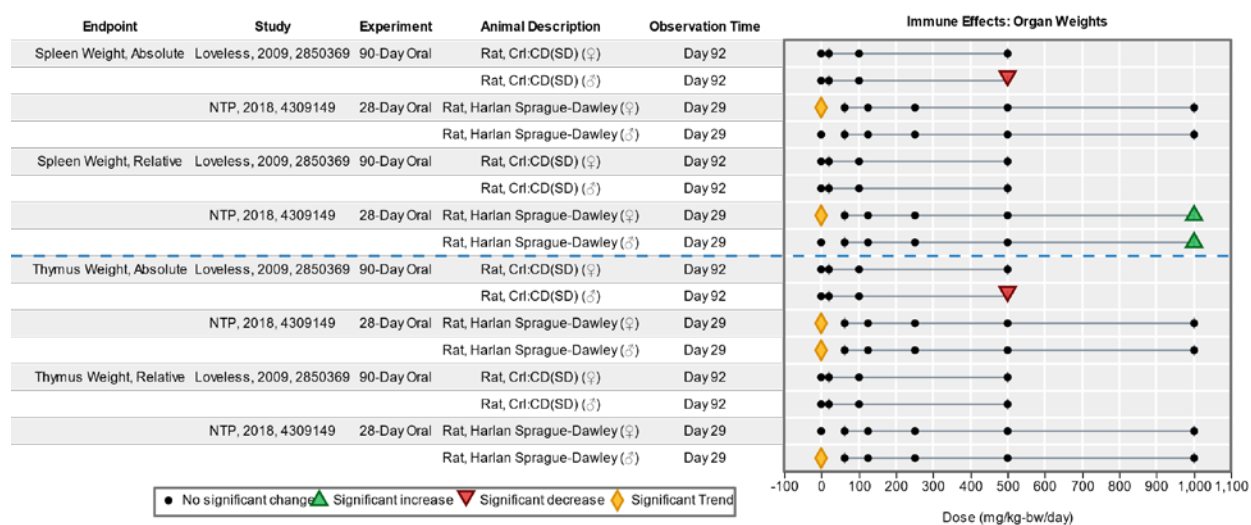 Endpoint Study Experiment Animal Description Observation Time Immune Effects: Organ Weights
Spleen Weight, Absolute Loveless, 2009, 2850369 90-Day Oral Rat, Crl:CD(SD) (♀) Day 92
Rat, Crl:CD(SD) (♂) Day 92
NTP, 2018, 4309149 28-Day Oral Rat, Harlan Sprague-Dawley (♀) Day 29
Rat, Harlan Sprague-Dawley (♂) Day 29
Spleen Weight, Relative Loveless, 2009, 2850369 90-Day Oral Rat, Crl:CD(SD) (♀) Day 92
Rat, Crl:CD(SD) (♂) Day 92
NTP, 2018, 4309149 28-Day Oral Rat, Harlan Sprague-Dawley (♀) Day 29
Rat, Harlan Sprague-Dawley (♂) Day 29
Thymus Weight, Absolute Loveless, 2009, 2850369 90-Day Oral Rat, Crl:CD(SD) (♀) Day 92
Rat, Crl:CD(SD) (♂) Day 92
NTP, 2018, 4309149 28-Day Oral Rat, Harlan Sprague-Dawley (♀) Day 29
Rat, Harlan Sprague-Dawley (♂) Day 29
Thymus Weight, Relative Loveless, 2009, 2850369 90-Day Oral Rat, Crl:CD(SD) (♀) Day 92
Rat, Crl:CD(SD) (♂) Day 92
NTP, 2018, 4309149 28-Day Oral Rat, Harlan Sprague-Dawley (♀) Day 29
Rat, Harlan Sprague-Dawley (♂) Day 29
-100 0 100 200 300 400 500 600 700 800 900 1,000 1,100
No significant change Significant increase Significant decrease Significant Trend
Dose (mg/kg-bw/day)